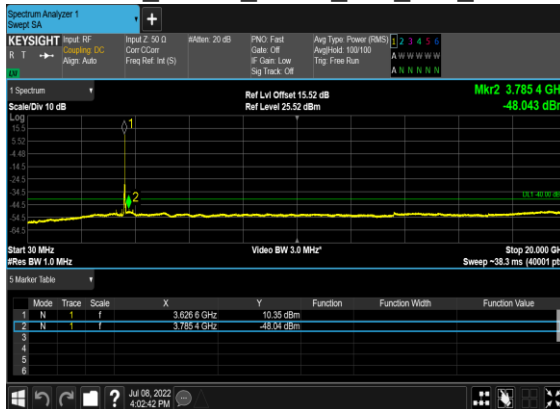 Spectrum Analyzer 1
Swept SA
KEYSIGHT Input: RF Input Z: 50 Ω #Atten: 20 dB PNO: Fast Avg Type: Power (RMS) 1 2 3 4 5 6
R T Coupling: DC Corr CCorr Gate: Off Avg|Hold: 100/100 A W W W W W
Align: Auto Freq Ref: Int (S) IF Gain: Low Trig: Free Run
LXI Sig Track: Off A N N N N N
1 Spectrum Ref Lvl Offset 15.52 dB Mkr2 3.785 4 GH
Scale/Div 10 dB Ref Level 25.52 dBm -48.043 dBr
Log
15.5
5.52
-4.48
-14.5
-24.5
-34.5
-44.5
-54.5
-64.5
1
2
DL1 -40.00 dB
Start 30 MHz Video BW 3.0 MHz* Stop 20.000 GH
#Res BW 1.0 MHz Sweep ~38.3 ms (40001 pts
5 Marker Table
Mode Trace Scale X Y Function Function Width Function Value
1 N 1 f 3.626 6 GHz 10.35 dBm
2 N 1 f 3.785 4 GHz -48.04 dBm
3
4
5
6
? Jul 08, 2022
4:02:42 PM